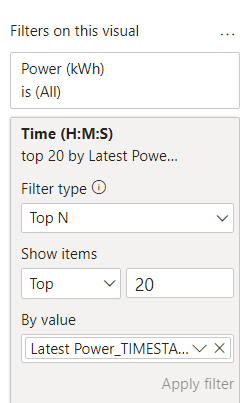 Filters on this visual ...
Power (kWh)
is (All)
Time (H:M:S)
top 20 by Latest Powe...
Filter type
Top N
Show items
Top 20
By value
Latest Power_TIMESTA...
Apply filter